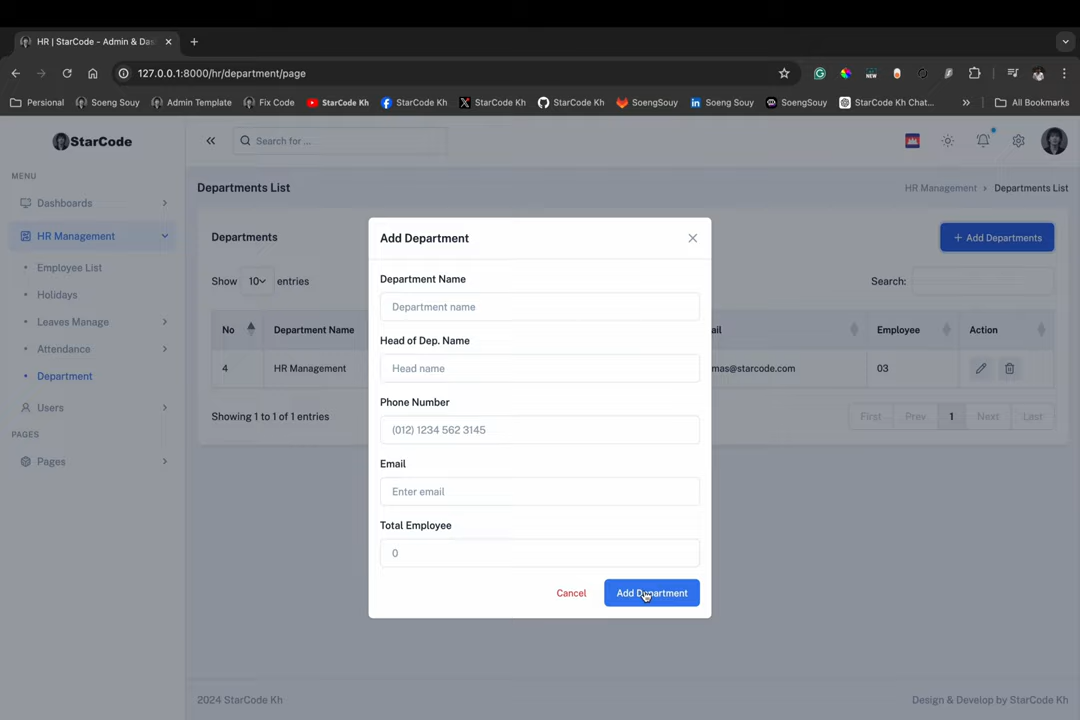 HR | StarCode - Admin & Das
127.0.0.1:8000/hr/department/page
Personal
Soeng Souy
Admin Template
Fix Code
StarCode Kh
StarCode Kh
StarCode Kh
StarCode Kh
SoengSouy
Soeng Souy
SoengSouy
StarCode Kh Chat...
All Bookmarks
StarCode
Search for ...
MENU
Dashboards
HR Management
Employee List
Holidays
Leaves Manage
Attendance
Department
Users
PAGES
Pages
Departments List
HR Management
Departments List
Departments
+ Add Departments
Show 10 entries
Search:
No
Department Name
ail
Employee
Action
4
HR Management
mas@starcode.com
03
Showing 1 to 1 of 1 entries
First
Prev
1
Next
Last
Add Department
Department Name
Department name
Head of Dep. Name
Head name
Phone Number
(012) 1234 562 3145
Email
Enter email
Total Employee
0
Cancel
Add Department
2024 StarCode Kh
Design & Develop by StarCode Kh